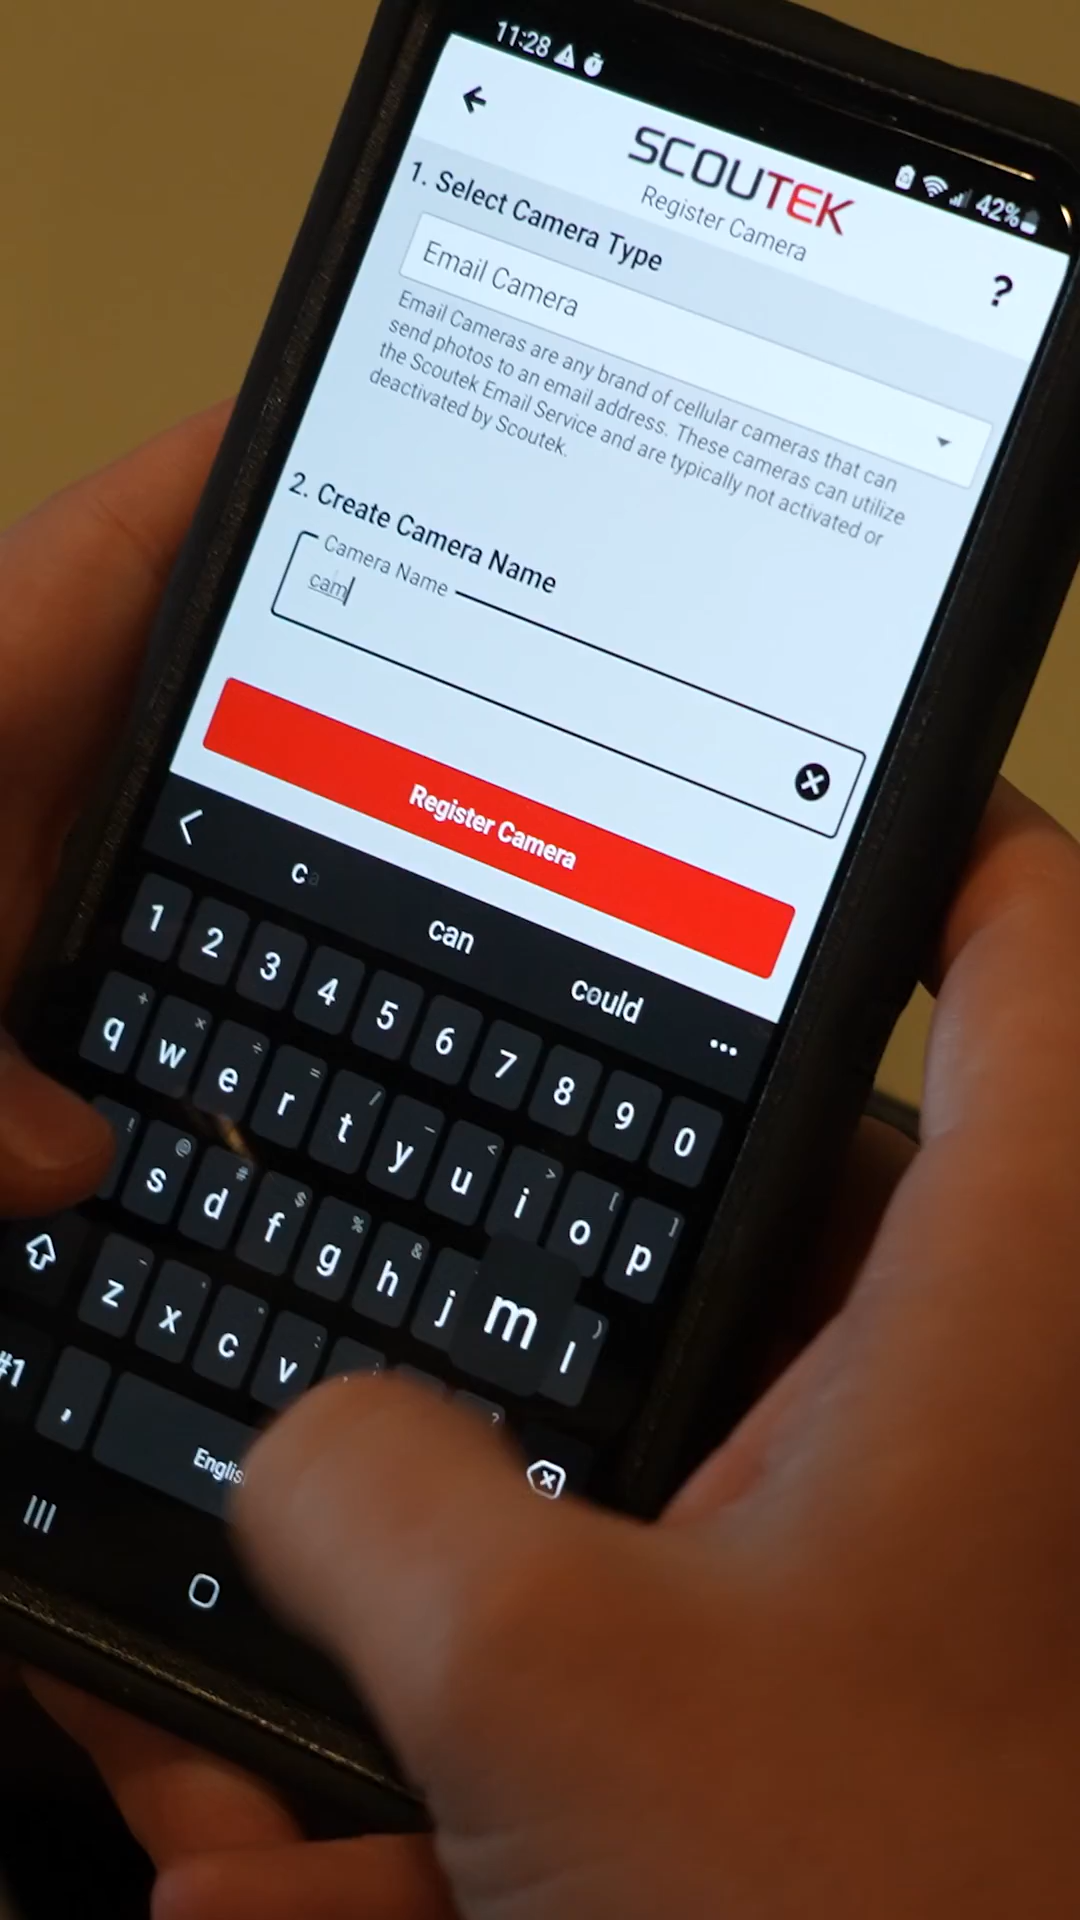 11:28
42%
SCOUTEK
Register Camera
?
1. Select Camera Type
Email Camera
Email Cameras are any brand of cellular cameras that can
send photos to an email address. These cameras can utilize
the Scoutek Email Service and are typically not activated or
deactivated by Scoutek.
2. Create Camera Name
Camera Name
cam
Register Camera
ca can could ...
1 2 3 4 5 6 7 8 9 0
q w e r t y u i o p
+ × ÷ = / _ < > [ ]
s d f g h j m l
! @ # $ % & )
z x c v
- ' " : ; ?
#1 , Englis